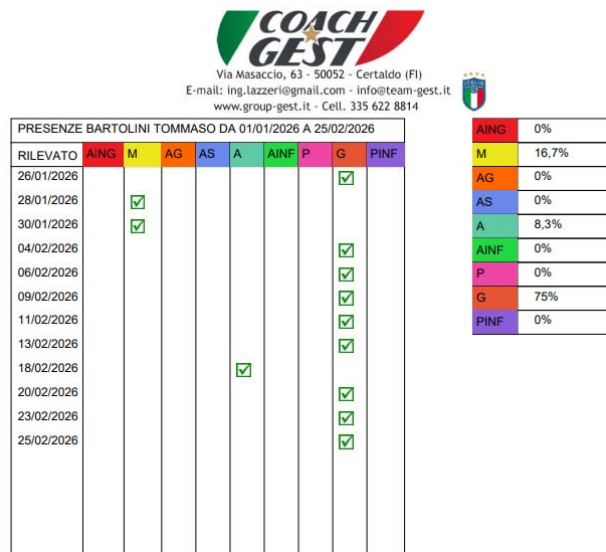 COACH
GEST
Via Masaccio, 63 - 50052 - Certaldo (FI)
E-mail: ing.lazzeri@gmail.com - info@team-gest.it
www.group-gest.it - Cell. 335 622 8814
ITALIA
PRESENZE BARTOLINI TOMMASO DA 01/01/2026 A 25/02/2026
RILEVATO AING M AG AS A AINF P G PINF
26/01/2026
28/01/2026
30/01/2026
04/02/2026
06/02/2026
09/02/2026
11/02/2026
13/02/2026
18/02/2026
20/02/2026
23/02/2026
25/02/2026
AING 0%
M 16,7%
AG 0%
AS 0%
A 8,3%
AINF 0%
P 0%
G 75%
PINF 0%